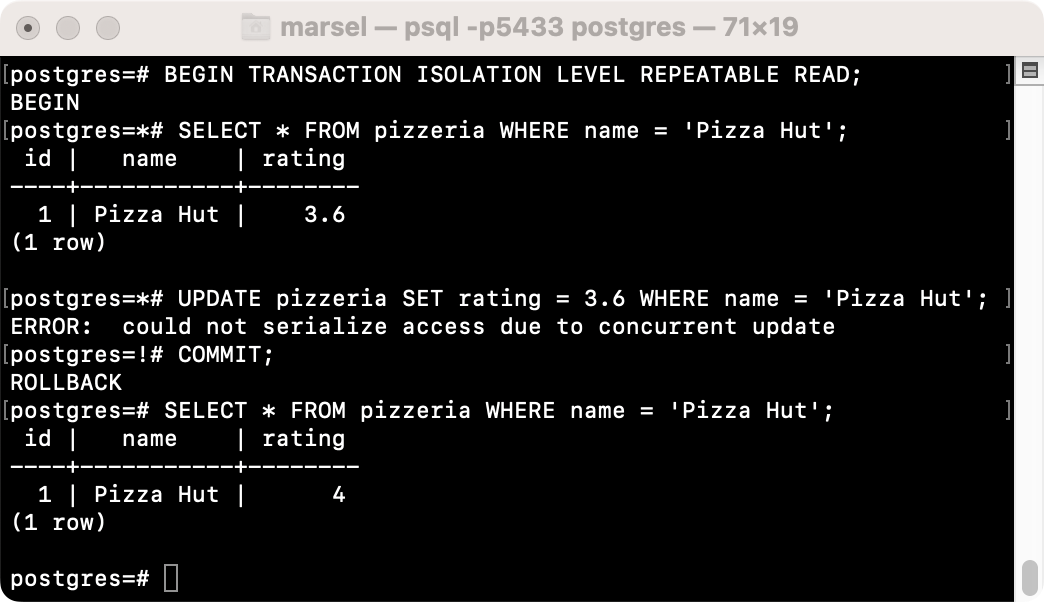 marsel — psql -p5433 postgres — 71×19
[postgres=# BEGIN TRANSACTION ISOLATION LEVEL REPEATABLE READ; ]
BEGIN
[postgres=*# SELECT * FROM pizzeria WHERE name = 'Pizza Hut'; ]
 id |   name    | rating
----+-----------+--------
  1 | Pizza Hut |    3.6
(1 row)

[postgres=*# UPDATE pizzeria SET rating = 3.6 WHERE name = 'Pizza Hut'; ]
ERROR:  could not serialize access due to concurrent update
[postgres=!# COMMIT; ]
ROLLBACK
[postgres=# SELECT * FROM pizzeria WHERE name = 'Pizza Hut'; ]
 id |   name    | rating
----+-----------+--------
  1 | Pizza Hut |      4
(1 row)

postgres=#